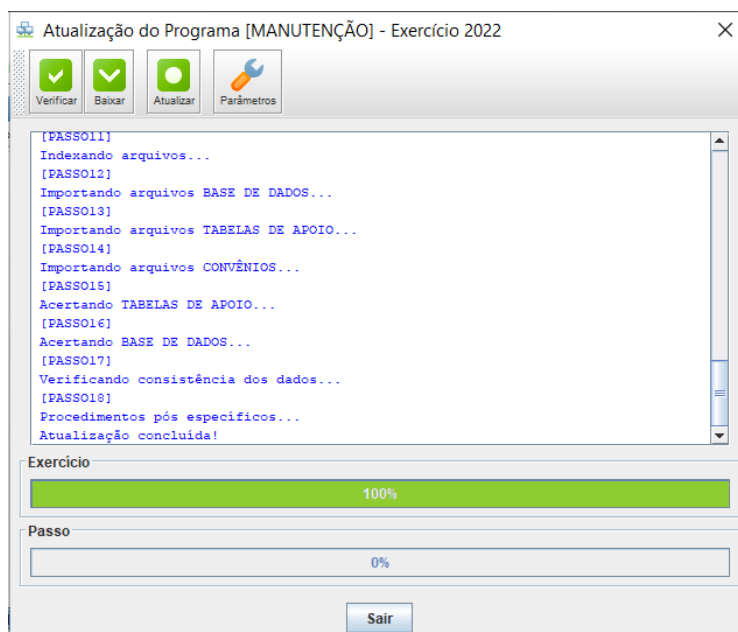 Atualização do Programa [MANUTENÇÃO] - Exercício 2022
Verificar Baixar Atualizar Parâmetros
[PASSO11]
Indexando arquivos...
[PASSO12]
Importando arquivos BASE DE DADOS...
[PASSO13]
Importando arquivos TABELAS DE APOIO...
[PASSO14]
Importando arquivos CONVÊNIOS...
[PASSO15]
Acertando TABELAS DE APOIO...
[PASSO16]
Acertando BASE DE DADOS...
[PASSO17]
Verificando consistência dos dados...
[PASSO18]
Procedimentos pós específicos...
Atualização concluída!
Exercício
100%
Passo
0%
Sair